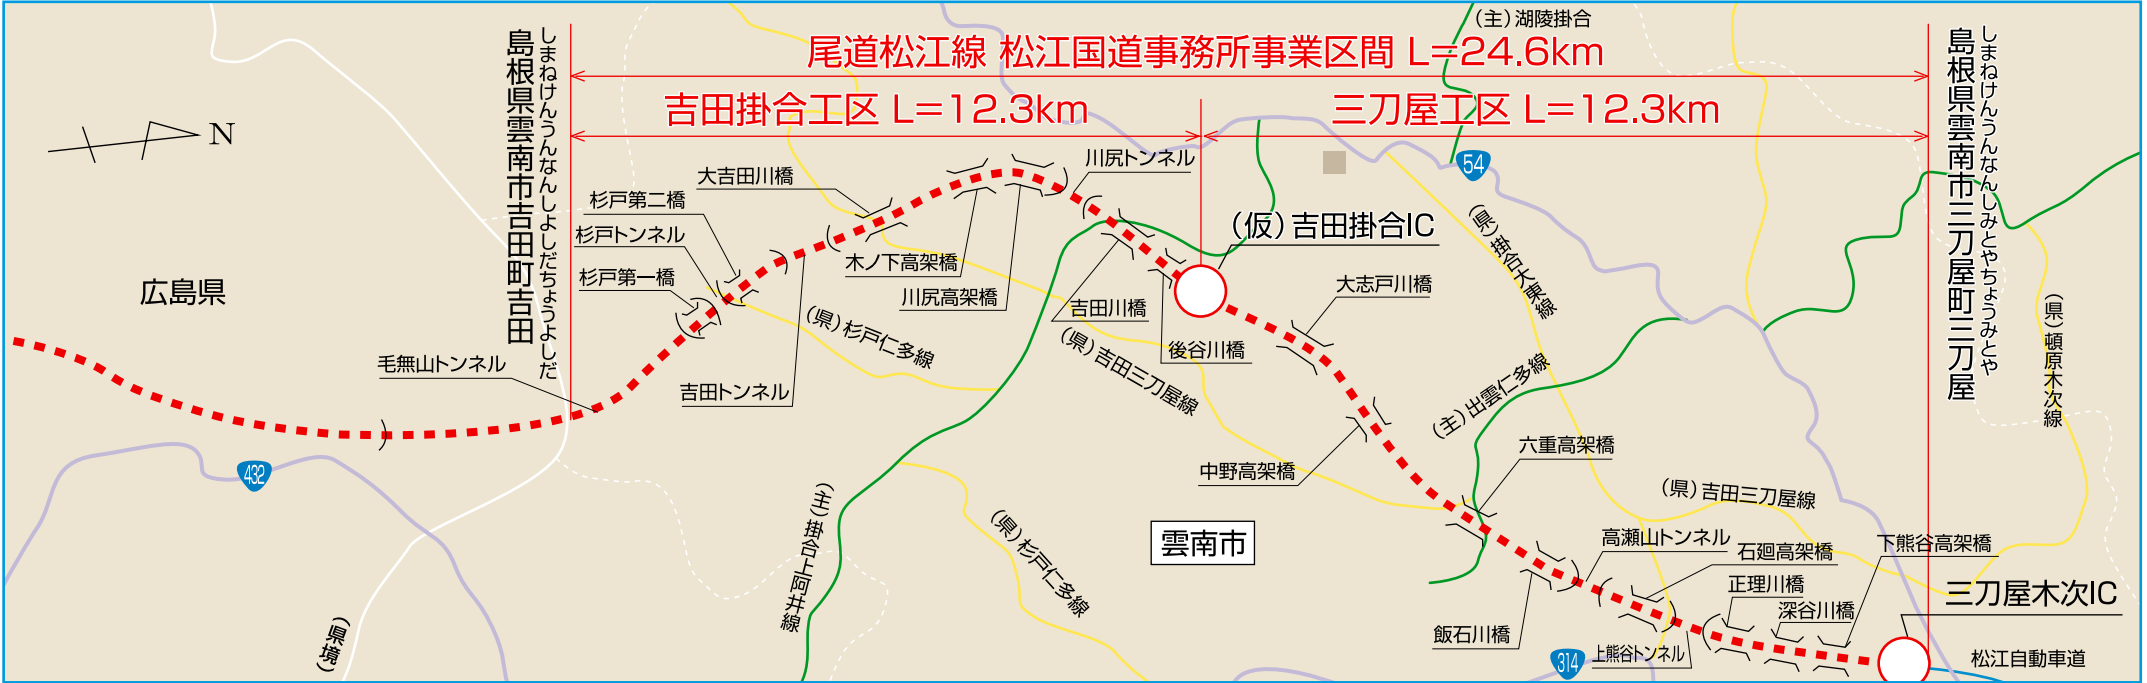 (主)湖陵掛合
尾道松江線 松江国道事務所事業区間 L=24.6km
吉田掛合工区 L=12.3km
三刀屋工区 L=12.3km
島根県雲南市吉田町吉田
しまねけんうんなんしよしだちょうよしだ
島根県雲南市三刀屋町三刀屋
しまねけんうんなんしみとやちょうみとや
N
広島県
川尻トンネル
大吉田川橋
杉戸第二橋
杉戸トンネル
杉戸第一橋
木ノ下高架橋
川尻高架橋
吉田川橋
(仮)吉田掛合IC
54
(県)掛合大東線
大志戸川橋
後谷川橋
(県)杉戸仁多線
(県)吉田三刀屋線
(県)頓原木次線
毛無山トンネル
吉田トンネル
(主)出雲仁多線
六重高架橋
中野高架橋
432
(主)掛合上阿井線
(県)杉戸仁多線
(県)吉田三刀屋線
雲南市
高瀬山トンネル
石廻高架橋
下熊谷高架橋
正理川橋
深谷川橋
三刀屋木次IC
飯石川橋
314
上熊谷トンネル
松江自動車道
(県境)